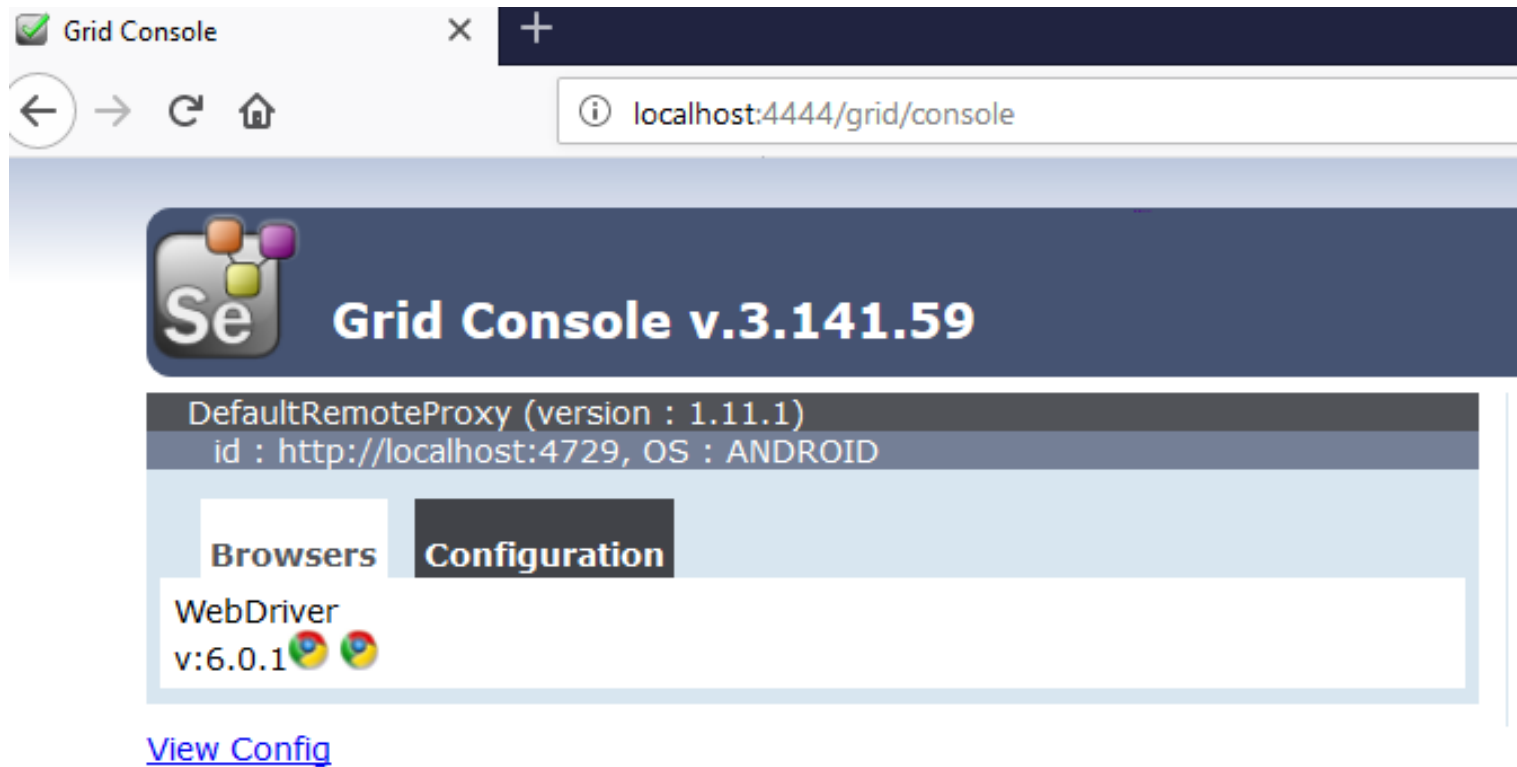 Grid Console
localhost:4444/grid/console
Se
Grid Console v.3.141.59
DefaultRemoteProxy (version : 1.11.1)
id : http://localhost:4729, OS : ANDROID
Browsers Configuration
WebDriver
v:6.0.1
View Config